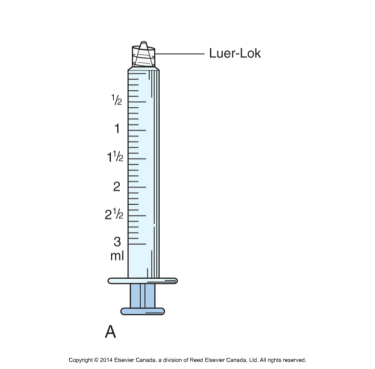 Luer-Lok
½
1
1½
2
2½
3
ml
A
Copyright © 2014 Elsevier Canada, a division of Reed Elsevier Canada, Ltd. All rights reserved.